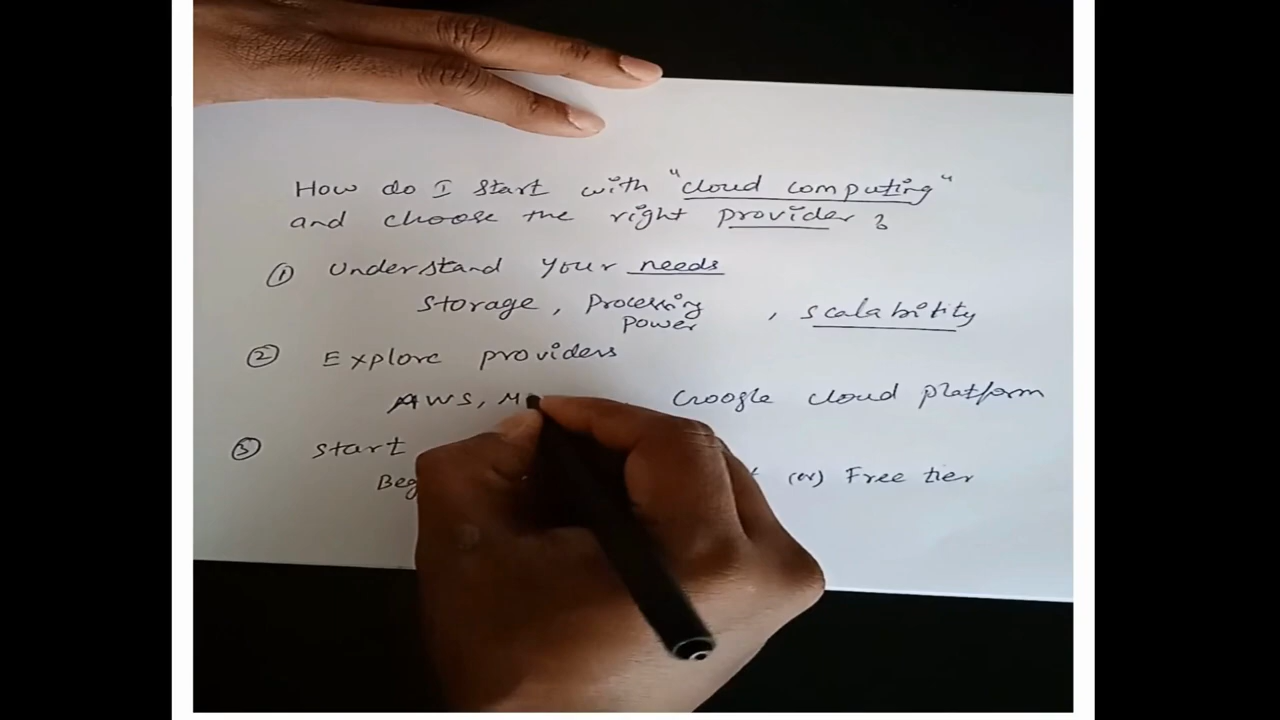 How do I start with "cloud computing"
and choose the right provider ?
① Understand your needs
Storage, Processing power, scalability
② Explore providers
AWS, Google cloud platform
③ start
(or) Free tier